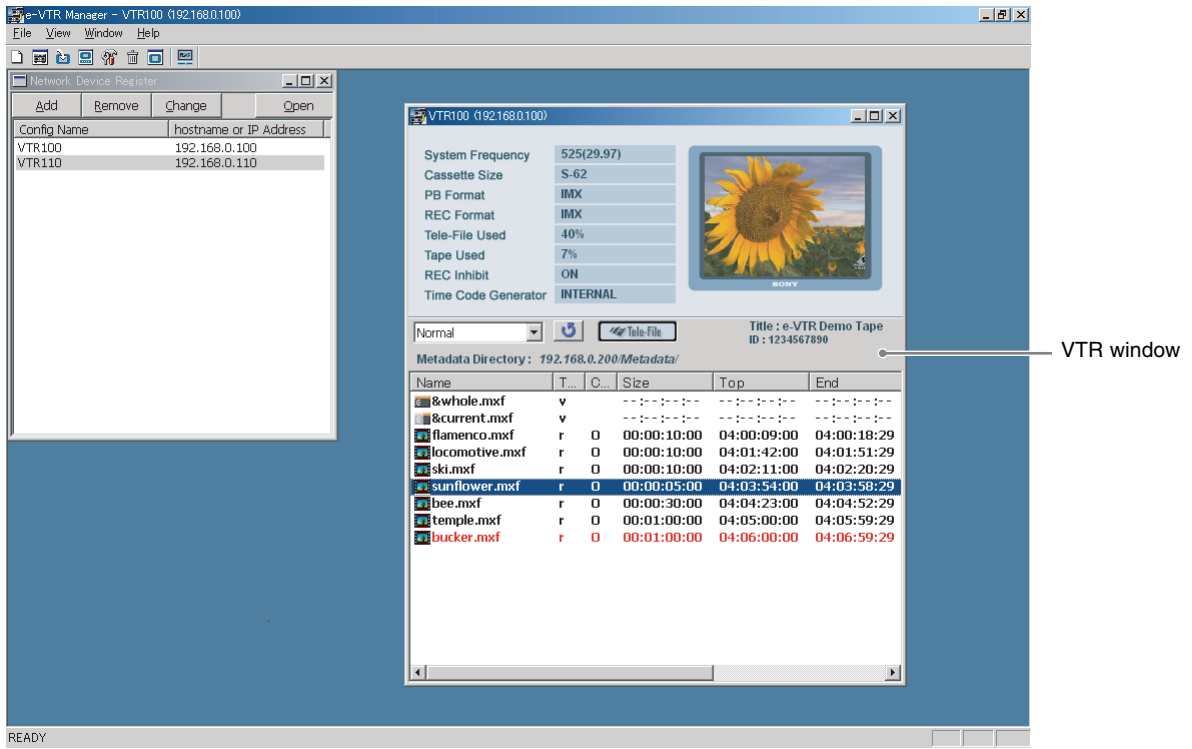 e-VTR Manager - VTR100 (192.168.0.100)
File View Window Help
Network Device Register
Add Remove Change Open
Config Name hostname or IP Address
VTR100 192.168.0.100
VTR110 192.168.0.110
VTR100 (192.168.0.100)
System Frequency 525(29.97)
Cassette Size S-62
PB Format IMX
REC Format IMX
Tele-File Used 40%
Tape Used 7%
REC Inhibit ON
Time Code Generator INTERNAL
SONY
Normal Tele-File
Title : e-VTR Demo Tape
ID : 1234567890
VTR window
Metadata Directory : 192.168.0.200/Metadata/
Name T... C... Size Top End
&whole.mxf v --:--:--:-- --:--:--:-- --:--:--:--
&current.mxf v --:--:--:-- --:--:--:-- --:--:--:--
flamenco.mxf r O 00:00:10:00 04:00:09:00 04:00:18:29
locomotive.mxf r O 00:00:10:00 04:01:42:00 04:01:51:29
ski.mxf r O 00:00:10:00 04:02:11:00 04:02:20:29
sunflower.mxf r O 00:00:05:00 04:03:54:00 04:03:58:29
bee.mxf r O 00:00:30:00 04:04:23:00 04:04:52:29
temple.mxf r O 00:01:00:00 04:05:00:00 04:05:59:29
bucker.mxf r O 00:01:00:00 04:06:00:00 04:06:59:29
READY